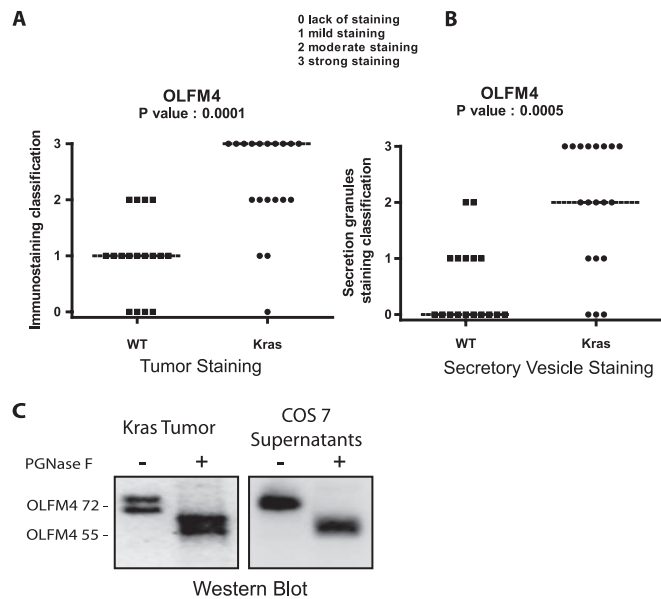 A
0 lack of staining
1 mild staining
2 moderate staining
3 strong staining
B
OLFM4
P value : 0.0001
Immunostaining classification
3
2
1
0
WT
Kras
Tumor Staining
OLFM4
P value : 0.0005
Secretion granules
staining classification
3
2
1
0
WT
Kras
Secretory Vesicle Staining
C
Kras Tumor
COS 7
Supernatants
PGNase F
-
+
-
+
OLFM4 72 -
OLFM4 55 -
Western Blot